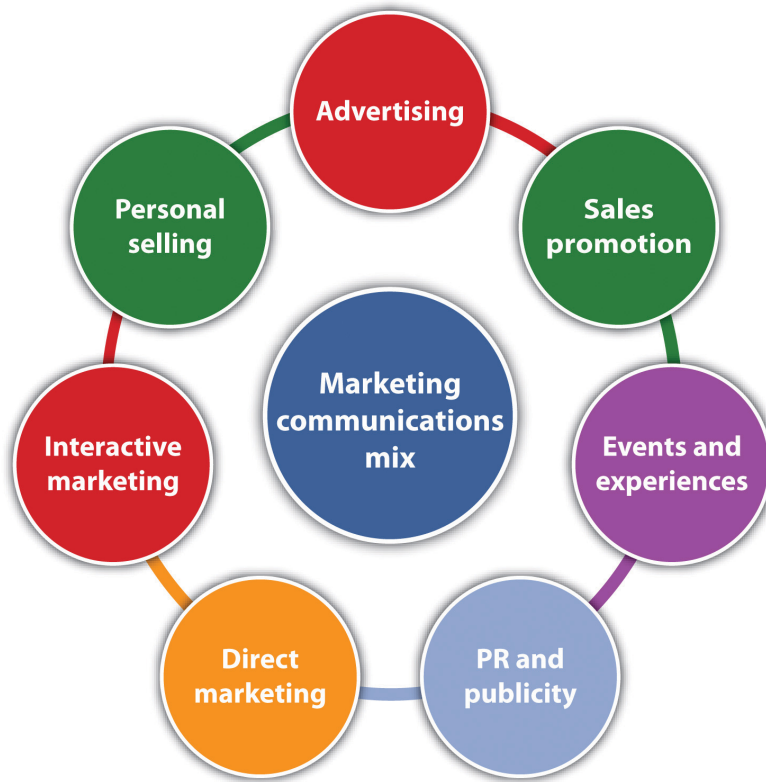 Advertising
Sales
promotion
Events and
experiences
PR and
publicity
Direct
marketing
Interactive
marketing
Personal
selling
Marketing
communications
mix